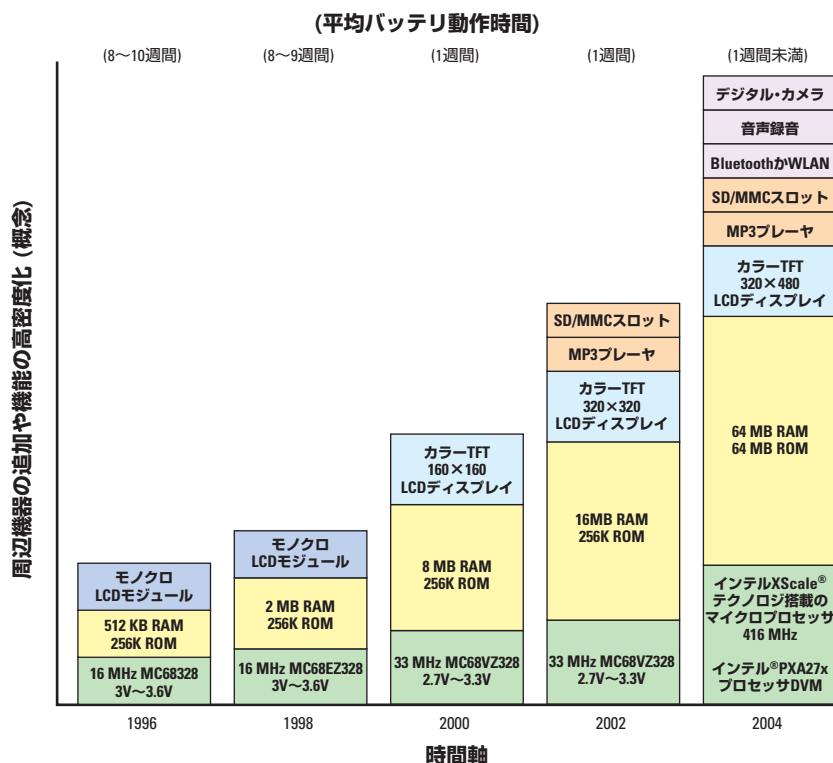 (平均バッテリ動作時間)
(8～10週間)
(8～9週間)
(1週間)
(1週間)
(1週間未満)
周辺機器の追加や機能の高密度化 (概念)
モノクロ
LCDモジュール
512 KB RAM
256K ROM
16 MHz MC68328
3V～3.6V
モノクロ
LCDモジュール
2 MB RAM
256K ROM
16 MHz MC68EZ328
3V～3.6V
カラーTFT
160×160
LCDディスプレイ
8 MB RAM
256K ROM
33 MHz MC68VZ328
2.7V～3.3V
SD/MMCスロット
MP3プレーヤ
カラーTFT
320×320
LCDディスプレイ
16MB RAM
256K ROM
33 MHz MC68VZ328
2.7V～3.3V
デジタル・カメラ
音声録音
BluetoothかWLAN
SD/MMCスロット
MP3プレーヤ
カラーTFT
320×480
LCDディスプレイ
64 MB RAM
64 MB ROM
インテルXScale®
テクノロジ搭載の
マイクロプロセッサ
416 MHz
インテル®PXA27x
プロセッサDVM
1996
1998
2000
2002
2004
時間軸